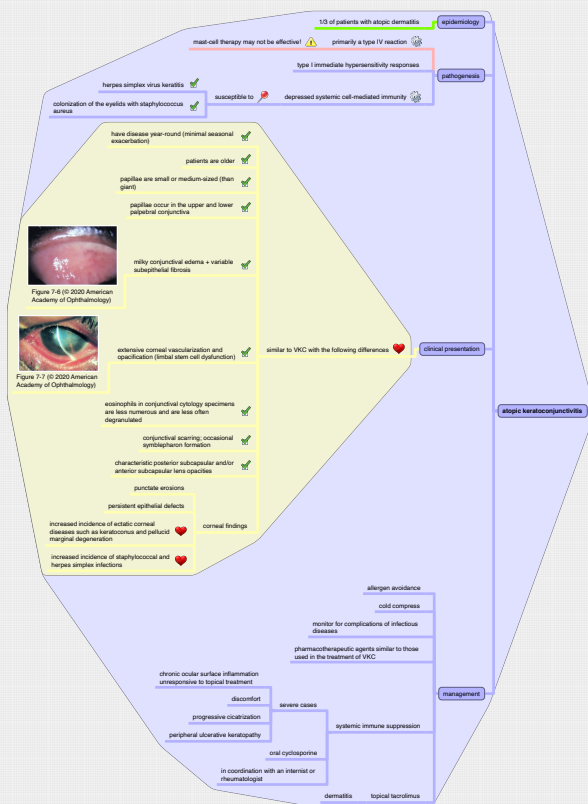 1/3 of patients with atopic dermatitis
epidemiology
mast-cell therapy may not be effective!
primarily a type IV reaction
type I immediate hypersensitivity responses
pathogenesis
herpes simplex virus keratitis
colonization of the eyelids with staphylococcus
aureus
susceptible to
depressed systemic cell-mediated immunity
have disease year-round (minimal seasonal
exacerbation)
patients are older
papillae are small or medium-sized (than
giant)
papillae occur in the upper and lower
palpebral conjunctiva
milky conjunctival edema + variable
subepithelial fibrosis
Figure 7-6 (© 2020 American
Academy of Ophthalmology)
extensive corneal vascularization and
opacification (limbal stem cell dysfunction)
Figure 7-7 (© 2020 American
Academy of Ophthalmology)
similar to VKC with the following differences
clinical presentation
eosinophils in conjunctival cytology specimens
are less numerous and are less often
degranulated
conjunctival scarring; occasional
symblepharon formation
characteristic posterior subcapsular and/or
anterior subcapsular lens opacities
punctate erosions
persistent epithelial defects
increased incidence of ectatic corneal
diseases such as keratoconus and pellucid
marginal degeneration
increased incidence of staphylococcal and
herpes simplex infections
corneal findings
atopic keratoconjunctivitis
allergen avoidance
cold compress
monitor for complications of infectious
diseases
pharmacotherapeutic agents similar to those
used in the treatment of VKC
management
chronic ocular surface inflammation
unresponsive to topical treatment
discomfort
progressive cicatrization
peripheral ulcerative keratopathy
severe cases
oral cyclosporine
in coordination with an internist or
rheumatologist
systemic immune suppression
dermatitis
topical tacrolimus